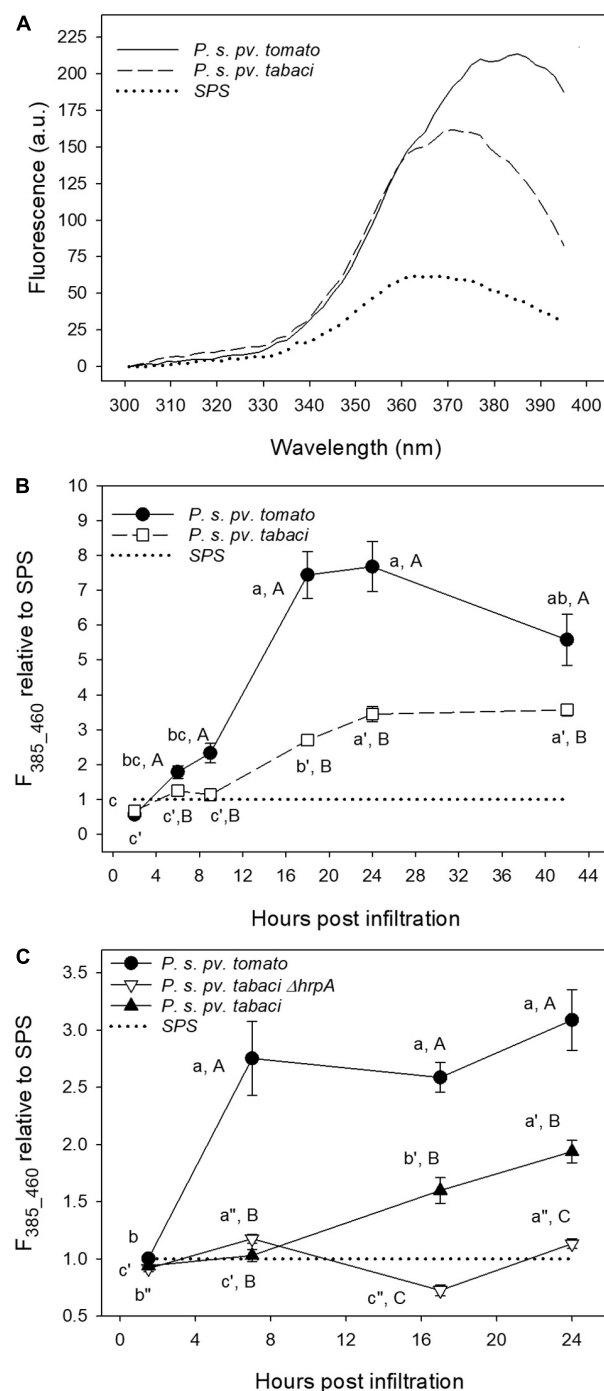 A
P. s. pv. tomato
P. s. pv. tabaci
SPS
225
200
175
150
125
100
75
50
25
0
Fluorescence (a.u.)
300 310 320 330 340 350 360 370 380 390 400
Wavelength (nm)
B
P. s. pv. tomato
P. s. pv. tabaci
SPS
10
9
8
7
6
5
4
3
2
1
0
F385_460 relative to SPS
a, A
a, A
ab, A
bc, A
bc, A
c
c'
c',B
c',B
b', B
a', B
a', B
0 4 8 12 16 20 24 28 32 36 40 44
Hours post infiltration
C
P. s. pv. tomato
P. s. pv. tabaci ΔhrpA
P. s. pv. tabaci
SPS
3.5
3.0
2.5
2.0
1.5
1.0
0.5
F385_460 relative to SPS
a, A
a, A
a, A
a', B
b', B
a", B
a", C
b
c'
b"
c', B
c", C
0 4 8 12 16 20 24
Hours post infiltration